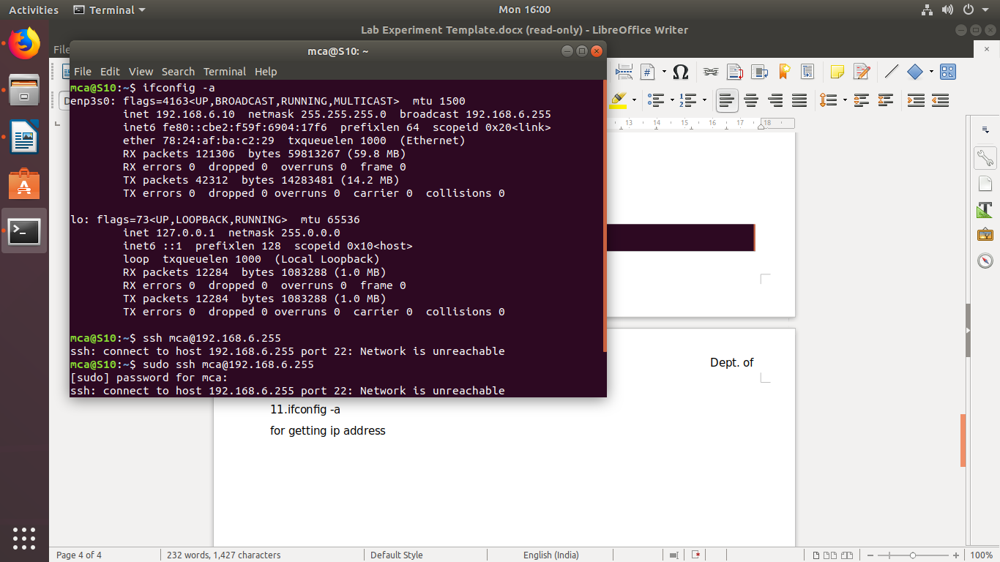 Activities Terminal Mon 16:00
Lab Experiment Template.docx (read-only) - LibreOffice Writer
File
mca@S10: ~
File Edit View Search Terminal Help
mca@S10:~$ ifconfig -a
enp3s0: flags=4163<UP,BROADCAST,RUNNING,MULTICAST>  mtu 1500
inet 192.168.6.10  netmask 255.255.255.0  broadcast 192.168.6.255
inet6 fe80::cbe2:f59f:6904:17f6  prefixlen 64  scopeid 0x20<link>
ether 78:24:af:ba:c2:29  txqueuelen 1000  (Ethernet)
RX packets 121306  bytes 59813267 (59.8 MB)
RX errors 0  dropped 0  overruns 0  frame 0
TX packets 42312  bytes 14283481 (14.2 MB)
TX errors 0  dropped 0 overruns 0  carrier 0  collisions 0
lo: flags=73<UP,LOOPBACK,RUNNING>  mtu 65536
inet 127.0.0.1  netmask 255.0.0.0
inet6 ::1  prefixlen 128  scopeid 0x10<host>
loop  txqueuelen 1000  (Local Loopback)
RX packets 12284  bytes 1083288 (1.0 MB)
RX errors 0  dropped 0  overruns 0  frame 0
TX packets 12284  bytes 1083288 (1.0 MB)
TX errors 0  dropped 0 overruns 0  carrier 0  collisions 0
mca@S10:~$ ssh mca@192.168.6.255
ssh: connect to host 192.168.6.255 port 22: Network is unreachable
mca@S10:~$ sudo ssh mca@192.168.6.255
[sudo] password for mca:
ssh: connect to host 192.168.6.255 port 22: Network is unreachable
13 14 15 16 17 18
Dept. of
11.ifconfig -a
for getting ip address
Page 4 of 4 232 words, 1,427 characters Default Style English (India) 100%